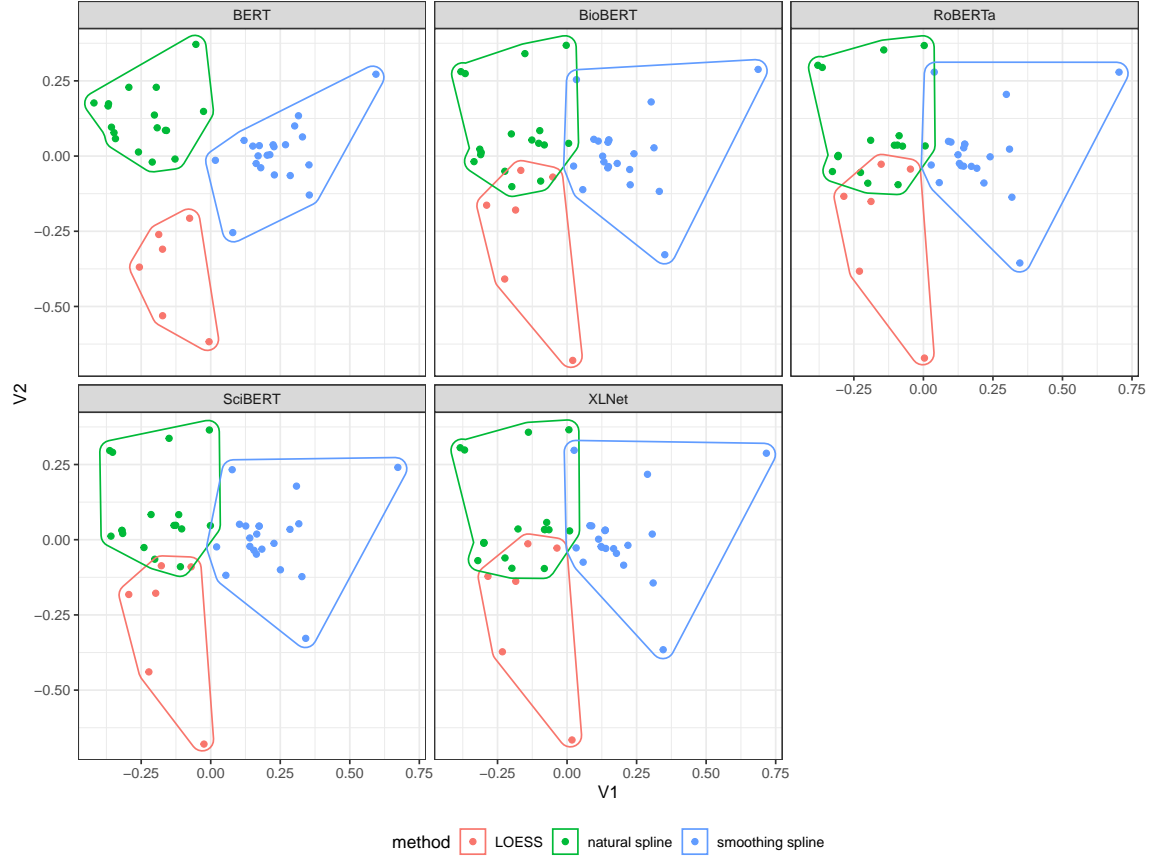 BERT BioBERT RoBERTa
0.25
0.00
−0.25
−0.50
−0.25 0.00 0.25 0.50 0.75
V2
SciBERT XLNet
0.25
0.00
−0.25
−0.50
−0.25 0.00 0.25 0.50 0.75 −0.25 0.00 0.25 0.50 0.75
V1
method LOESS natural spline smoothing spline